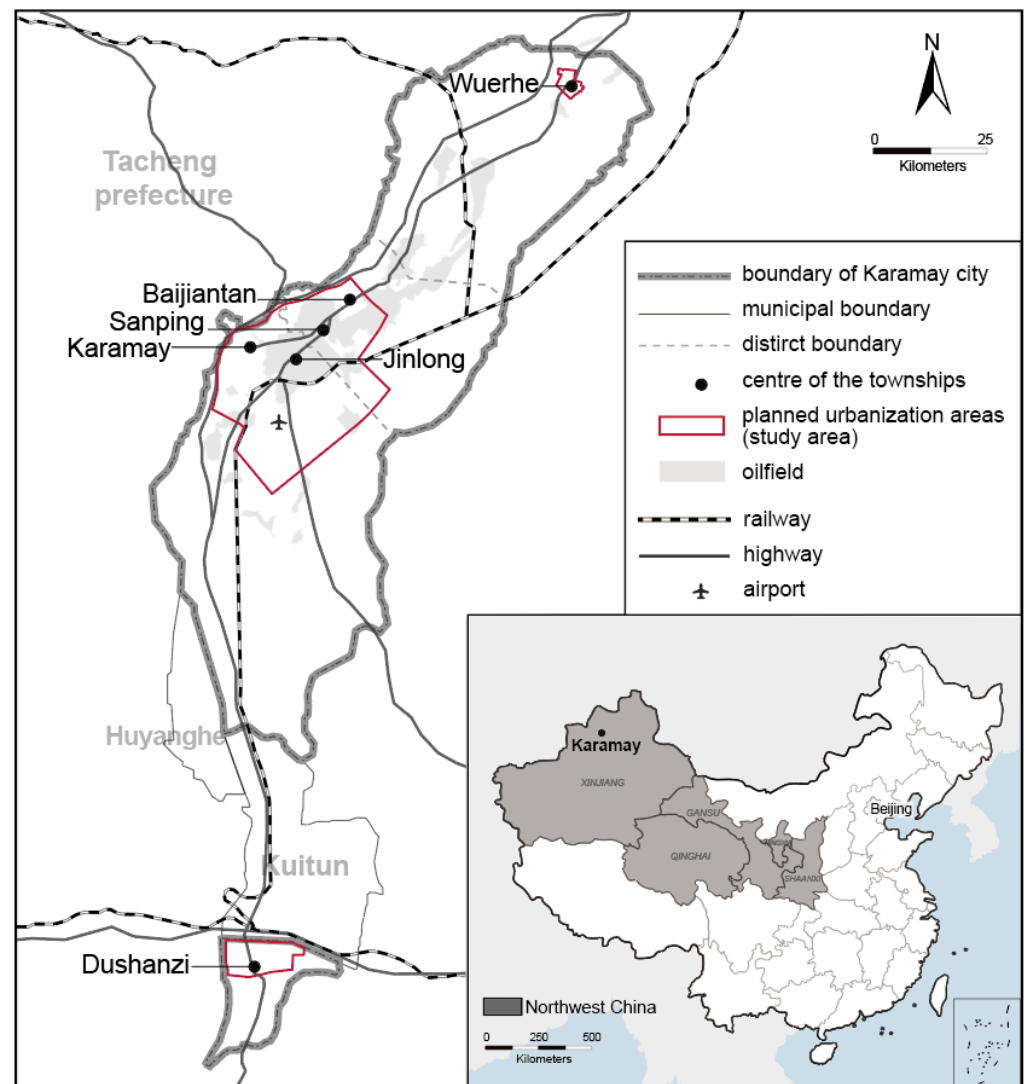 N
Wuerhe
0 25
Kilometers
Tacheng
prefecture
Baijiantan
Sanping
Karamay
Jinlong
boundary of Karamay city
municipal boundary
distirct boundary
centre of the townships
planned urbanization areas
(study area)
oilfield
railway
highway
airport
Huyanghe
Kuitun
Dushanzi
Karamay
XINJIANG
GANSU
Beijing
QINGHAI
SHAANXI
Northwest China
0 250 500
Kilometers